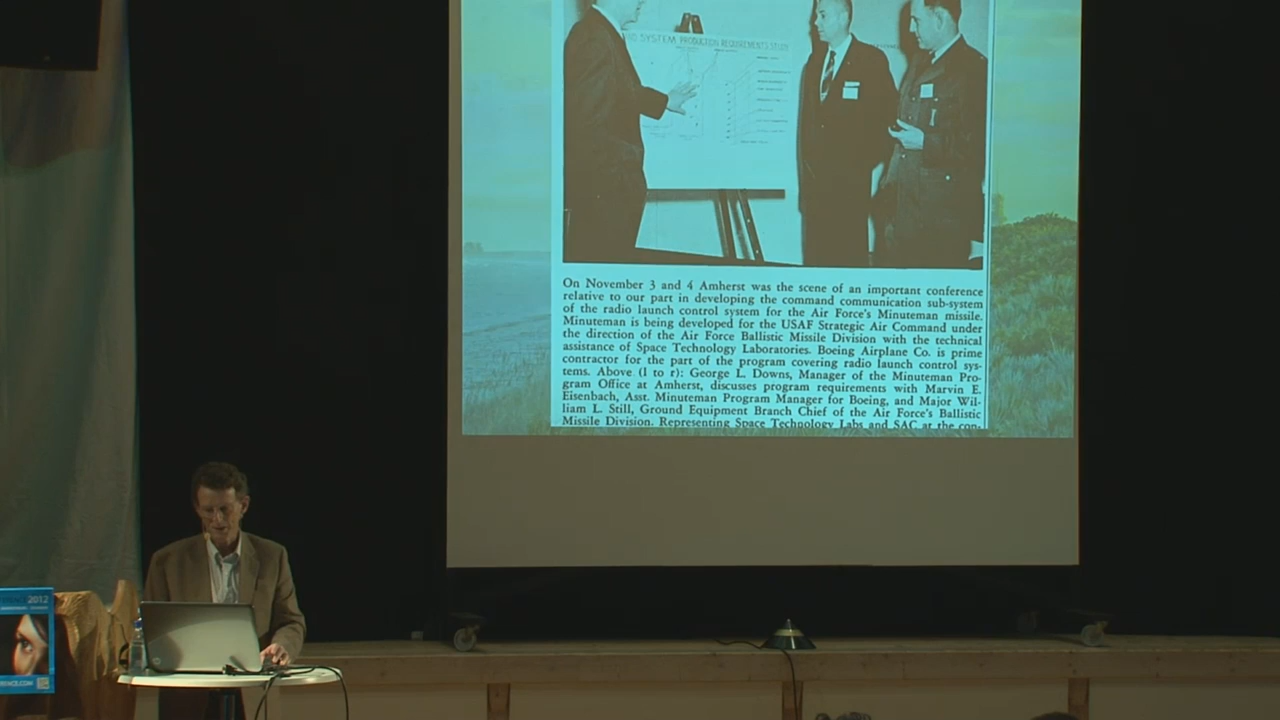 SYSTEM PRODUCTION REQUIREMENTS STUDY
On November 3 and 4 Amherst was the scene of an important conference
relative to our part in developing the command communication sub-system
of the radio launch control system for the Air Force's Minuteman missile.
Minuteman is being developed for the USAF Strategic Air Command under
the direction of the Air Force Ballistic Missile Division with the technical
assistance of Space Technology Laboratories. Boeing Airplane Co. is prime
contractor for the part of the program covering radio launch control sys-
tems. Above (l to r): George L. Downs, Manager of the Minuteman Pro-
gram Office at Amherst, discusses program requirements with Marvin E.
Eisenbach, Asst. Minuteman Program Manager for Boeing, and Major Wil-
liam L. Still, Ground Equipment Branch Chief of the Air Force's Ballistic
Missile Division. Representing Space Technology Labs and SAC at the con-
2012